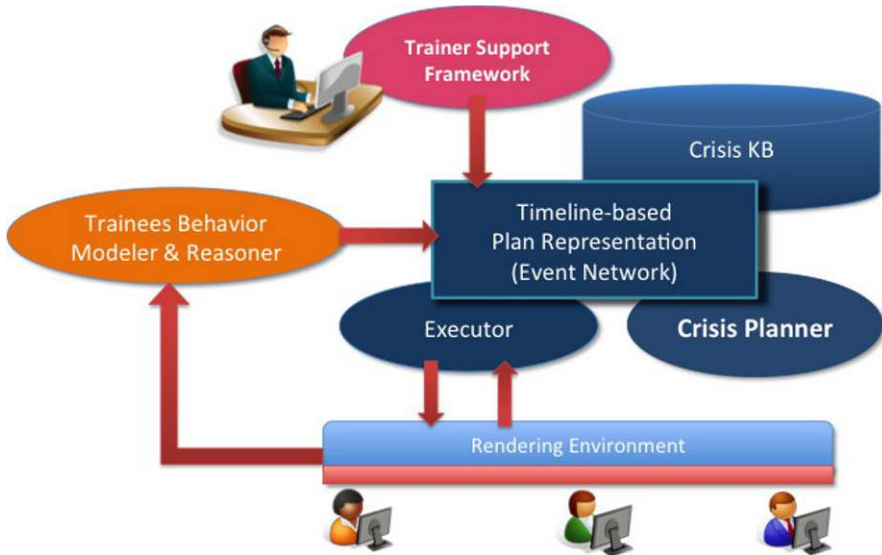 Trainer Support
Framework
Crisis KB
Trainees Behavior
Modeler & Reasoner
Timeline-based
Plan Representation
(Event Network)
Executor
Crisis Planner
Rendering Environment